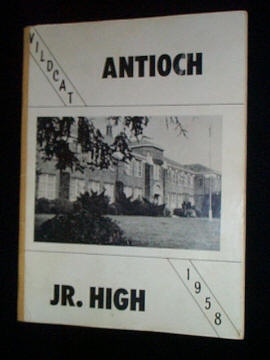 WILDCAT
ANTIOCH
JR. HIGH
1958